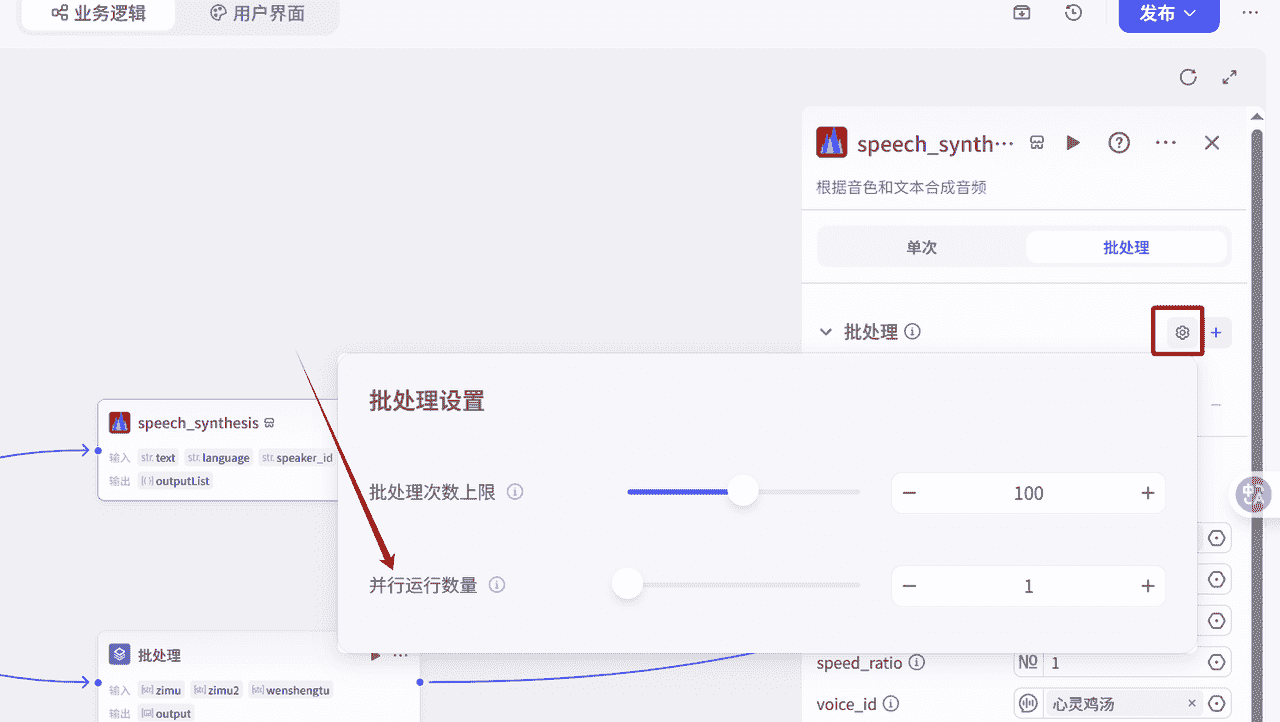 业务逻辑 用户界面 发布
speech_synth···
根据音色和文本合成音频
单次 批处理
批处理
批处理设置
批处理次数上限 100
并行运行数量 1
speech_synthesis
输入 str. text str. language str. speaker_id
输出 outputList
批处理
输入 zimu zimu2 wenshengtu
输出 output
speed_ratio № 1
voice_id 心灵鸡汤